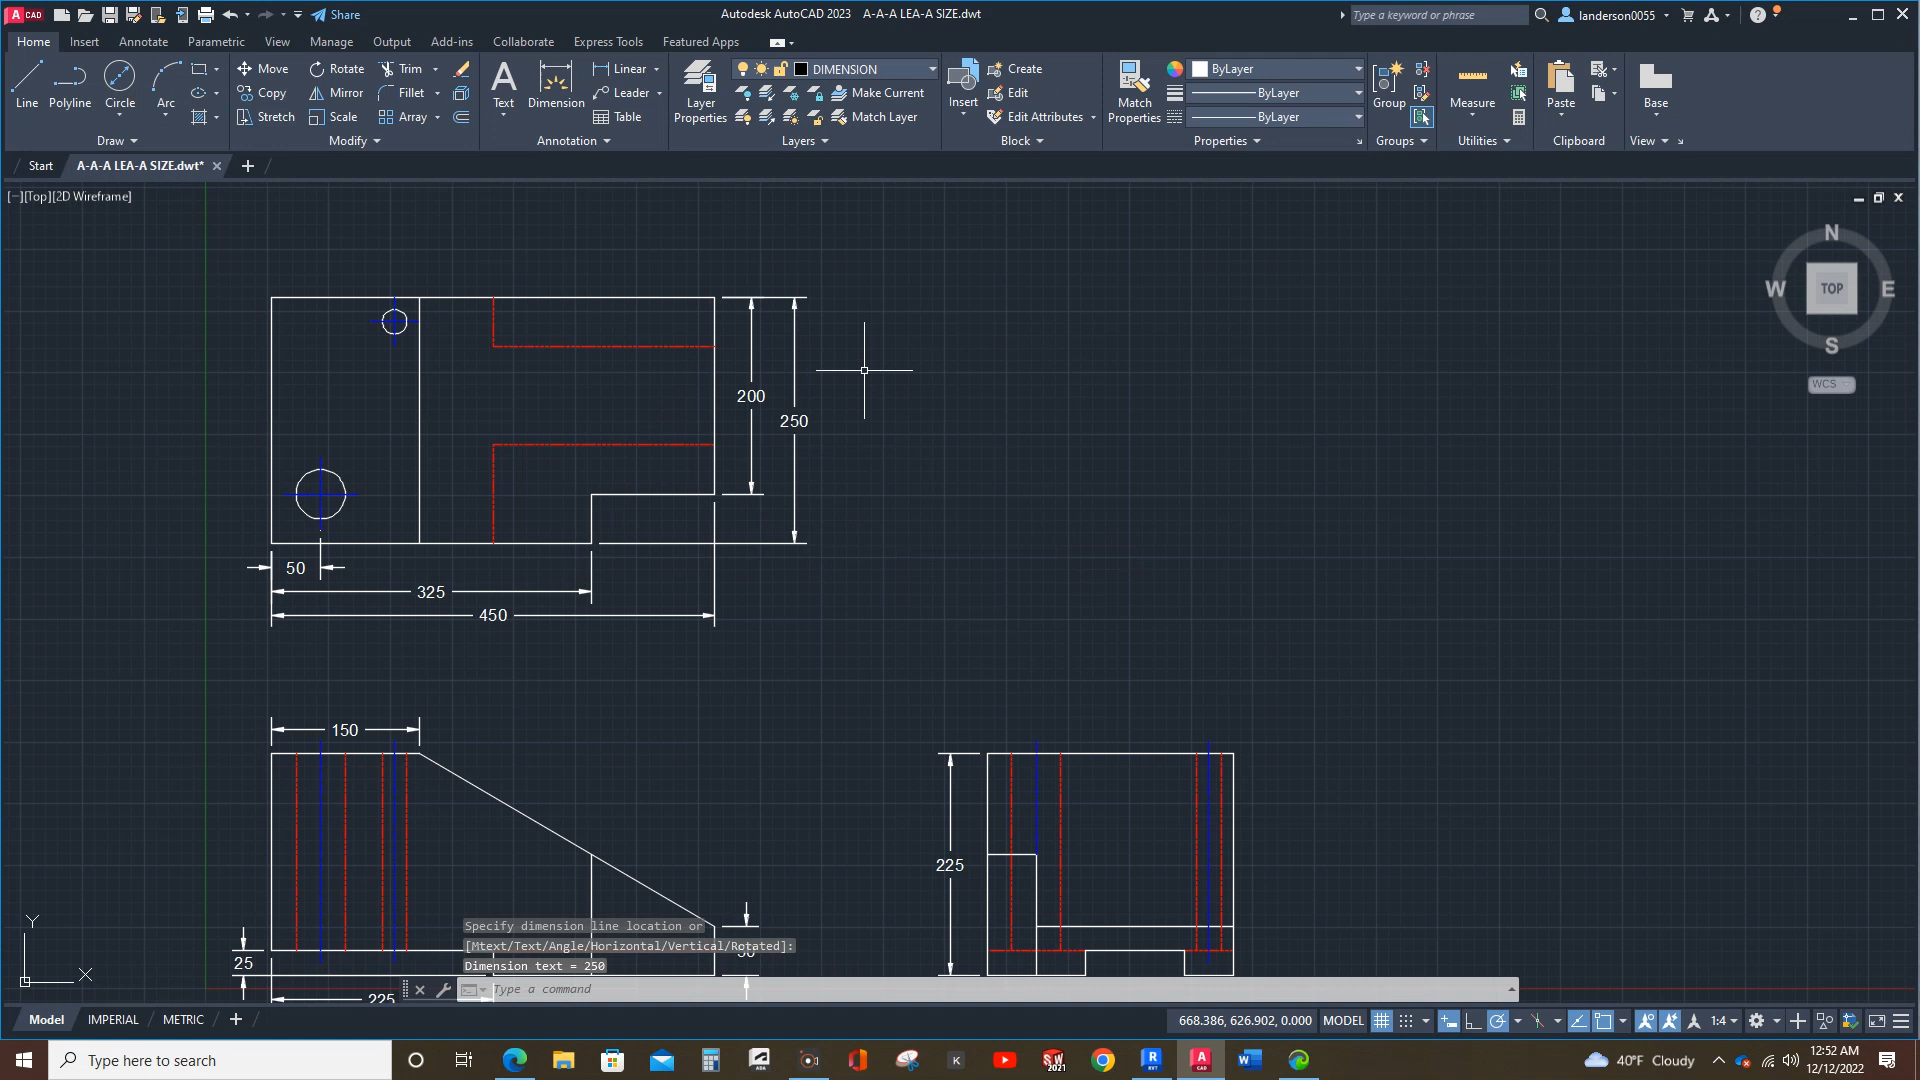 A CAD
Share
Autodesk AutoCAD 2023 A-A-A LEA-A SIZE.dwt
Type a keyword or phrase
landerson0055
Home Insert Annotate Parametric View Manage Output Add-ins Collaborate Express Tools Featured Apps
Line Polyline Circle Arc
Move Rotate Trim
Copy Mirror Fillet
Stretch Scale Array
Text Dimension
Linear
Leader
Table
Layer Properties
DIMENSION
Make Current
Match Layer
Insert
Create
Edit
Edit Attributes
Match Properties
ByLayer
ByLayer
ByLayer
Group
Measure
Paste
Base
Draw Modify Annotation Layers Block Properties Groups Utilities Clipboard View
Start A-A-A LEA-A SIZE.dwt*
[−][Top][2D Wireframe]
N
W TOP E
S
WCS
200
250
50
325
450
150
225
25
225
Specify dimension line location or
[Mtext/Text/Angle/Horizontal/Vertical/Rotated]:
Dimension text = 250
Type a command
Y
X
Model IMPERIAL METRIC
668.386, 626.902, 0.000 MODEL 1:4
Type here to search
40°F Cloudy
12:52 AM
12/12/2022